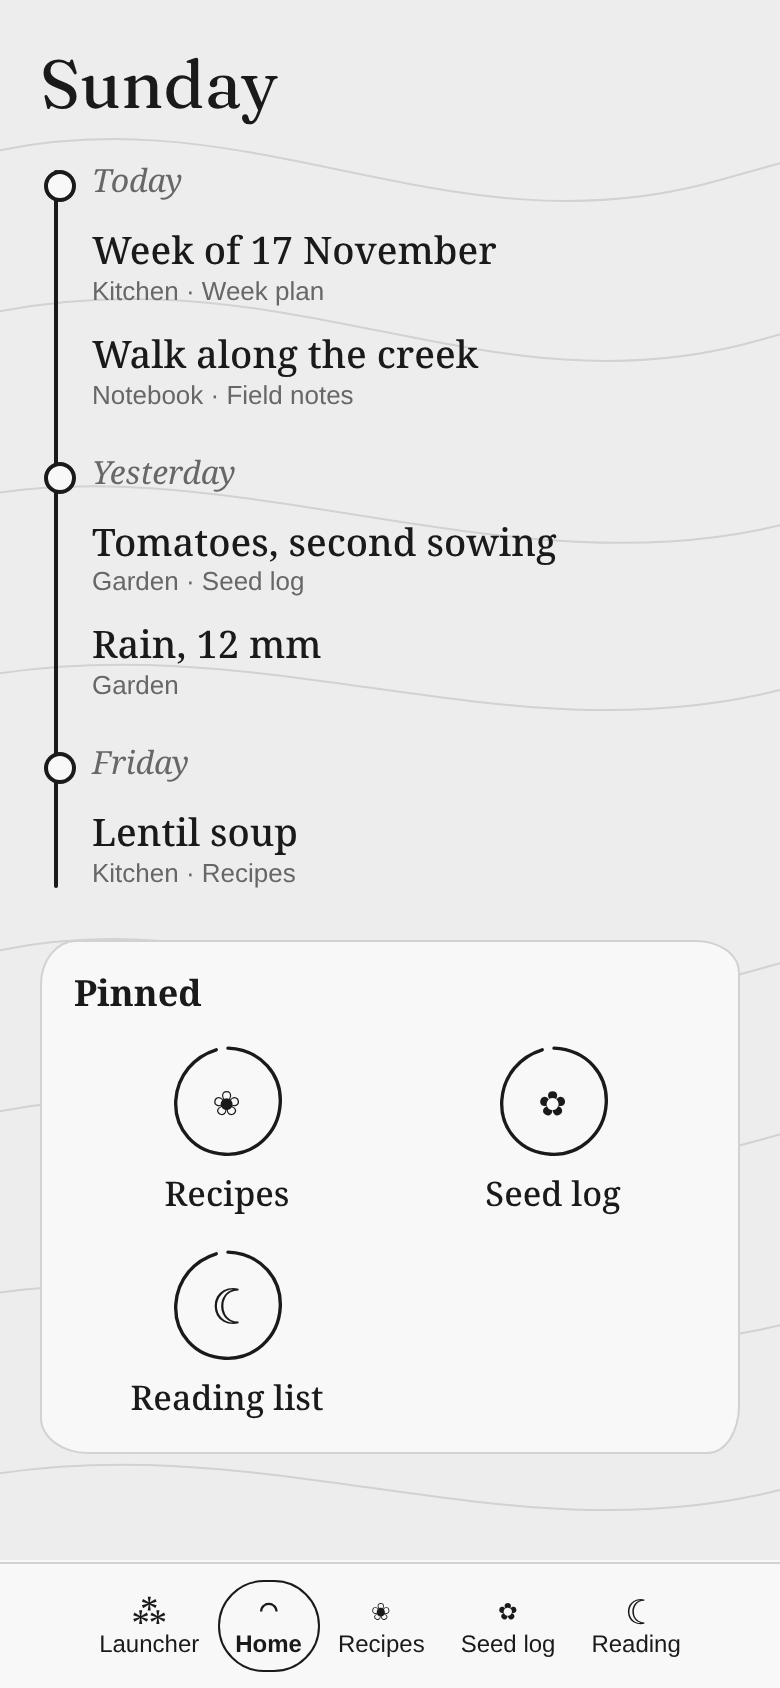 Sunday
Today
Week of 17 November
Kitchen · Week plan
Walk along the creek
Notebook · Field notes
Yesterday
Tomatoes, second sowing
Garden · Seed log
Rain, 12 mm
Garden
Friday
Lentil soup
Kitchen · Recipes
Pinned
Recipes
Seed log
Reading list
Launcher
Home
Recipes
Seed log
Reading